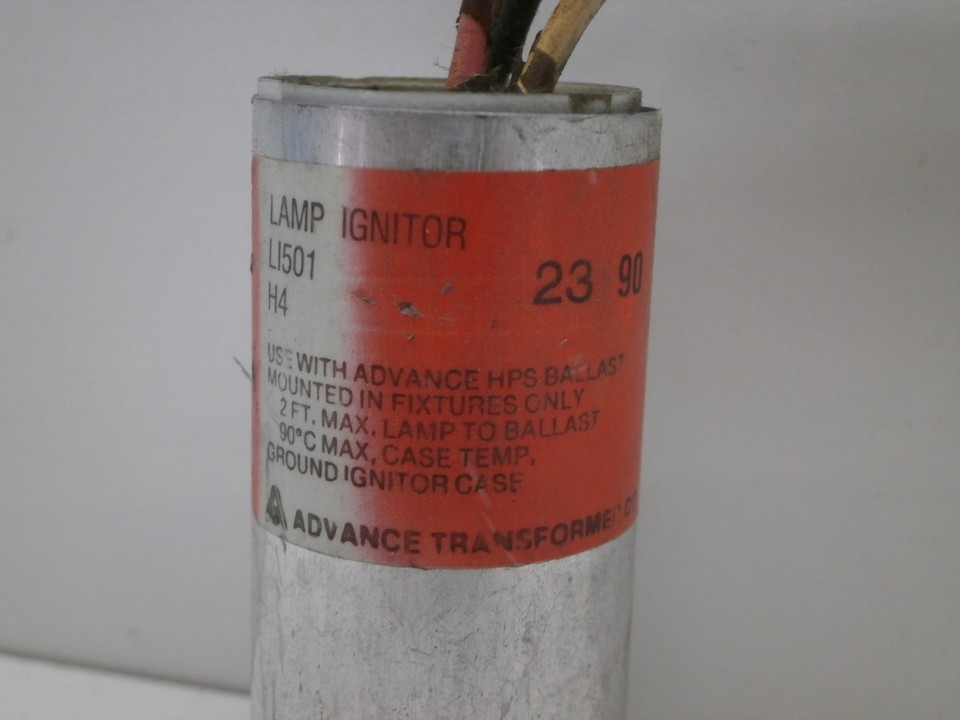 LAMP IGNITOR
LI501
H4
23 90
USE WITH ADVANCE HPS BALLAST
MOUNTED IN FIXTURES ONLY
2 FT. MAX. LAMP TO BALLAST
90°C MAX. CASE TEMP.
GROUND IGNITOR CASE
ADVANCE TRANSFORMER CO